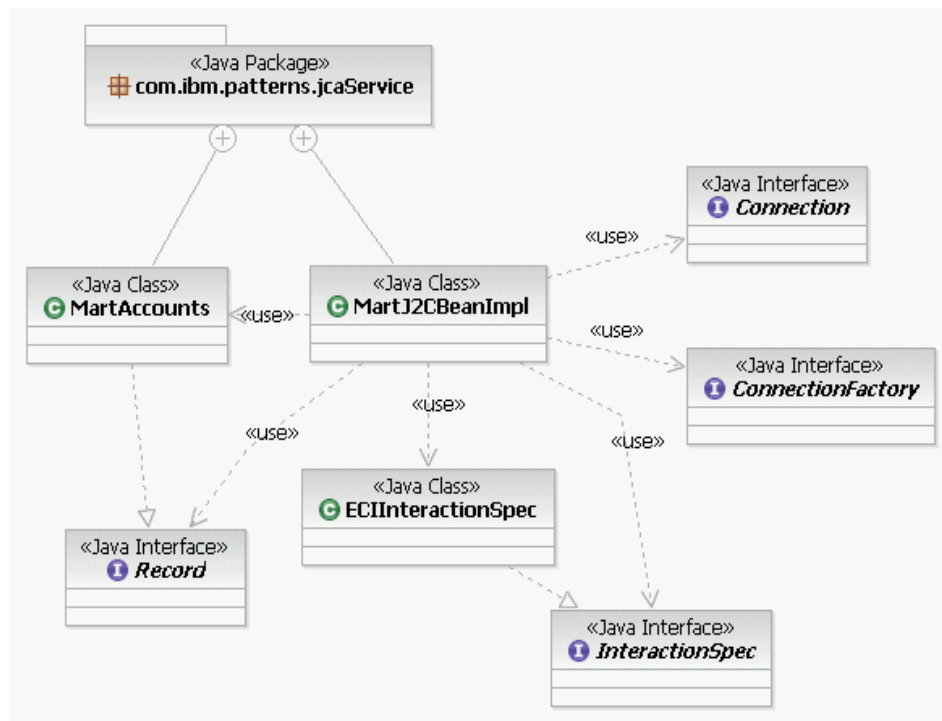 «Java Package»
com.ibm.patterns.jcaService
«Java Interface»
I Connection
«use»
«Java Class»
C MartAccounts
«use»
«Java Class»
C MartJ2CBeanImpl
«use»
«Java Interface»
I ConnectionFactory
«use»
«use»
«use»
«Java Class»
C ECIInteractionSpec
«Java Interface»
I Record
«Java Interface»
I InteractionSpec